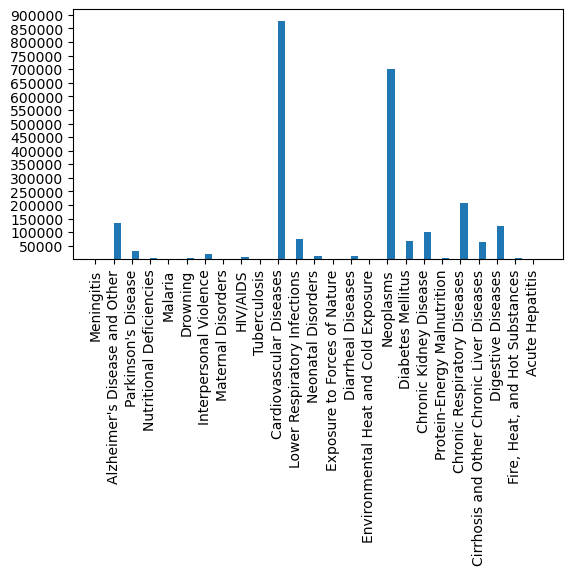 900000
850000
800000
750000
700000
650000
600000
550000
500000
450000
400000
350000
300000
250000
200000
150000
100000
50000
Meningitis
Alzheimer's Disease and Other
Parkinson's Disease
Nutritional Deficiencies
Malaria
Drowning
Interpersonal Violence
Maternal Disorders
HIV/AIDS
Tuberculosis
Cardiovascular Diseases
Lower Respiratory Infections
Neonatal Disorders
Exposure to Forces of Nature
Diarrheal Diseases
Environmental Heat and Cold Exposure
Neoplasms
Diabetes Mellitus
Chronic Kidney Disease
Protein-Energy Malnutrition
Chronic Respiratory Diseases
Cirrhosis and Other Chronic Liver Diseases
Digestive Diseases
Fire, Heat, and Hot Substances
Acute Hepatitis